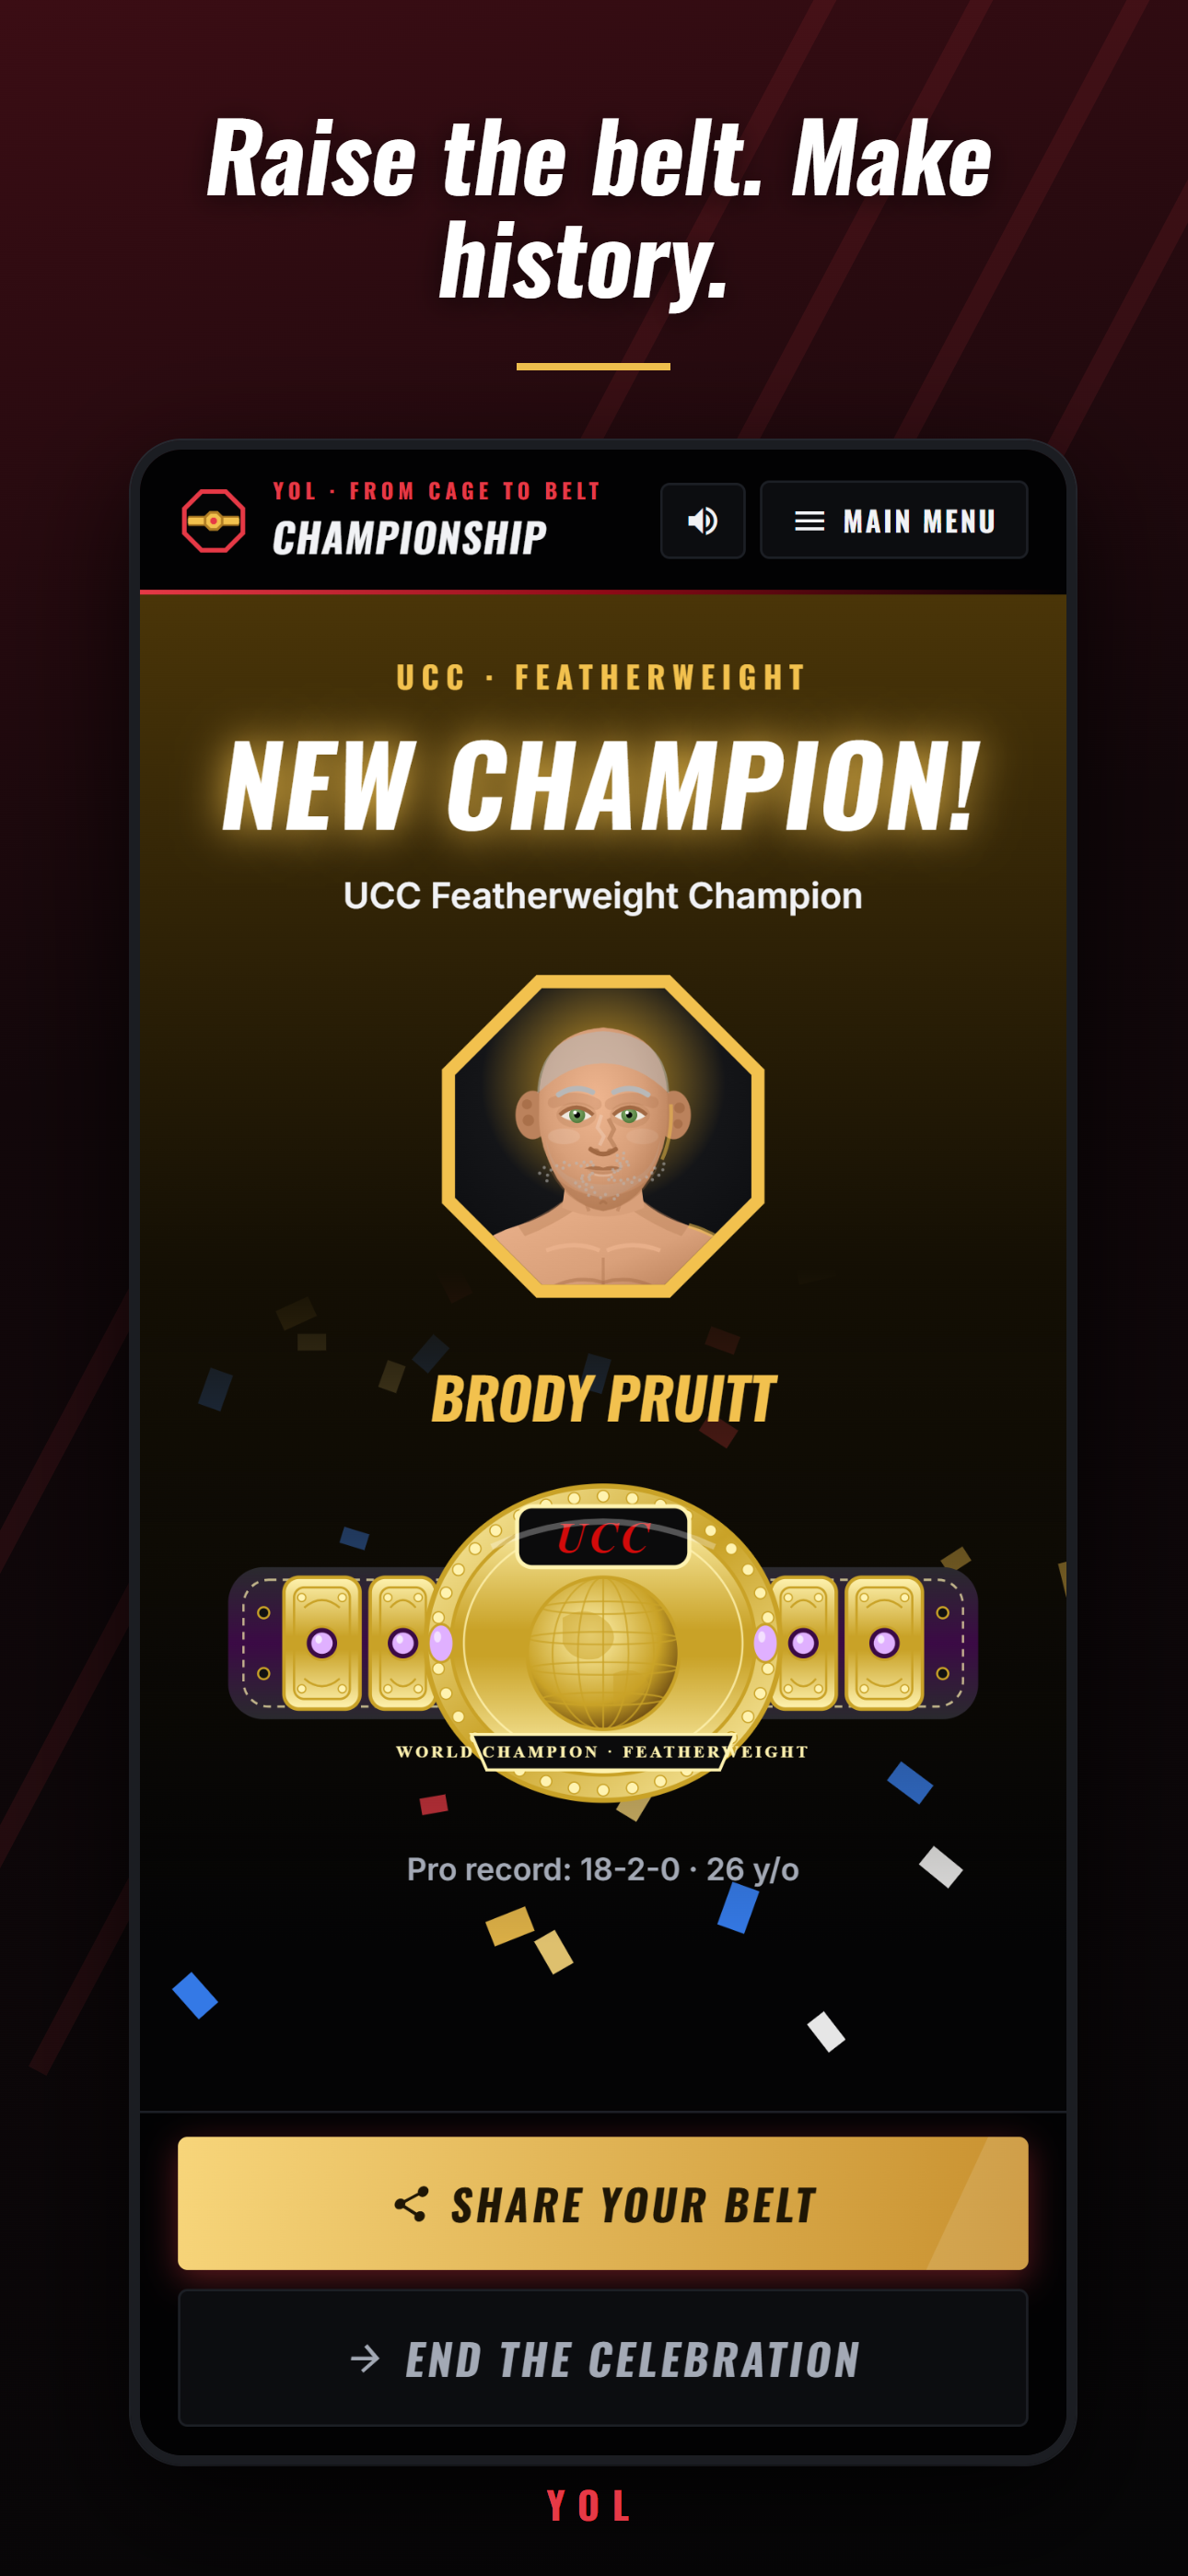 Raise the belt. Make
history.
YOL · FROM CAGE TO BELT
CHAMPIONSHIP
MAIN MENU
UCC · FEATHERWEIGHT
NEW CHAMPION!
UCC Featherweight Champion
BRODY PRUITT
UCC
WORLD CHAMPION · FEATHERWEIGHT
Pro record: 18-2-0 · 26 y/o
SHARE YOUR BELT
END THE CELEBRATION
YOL